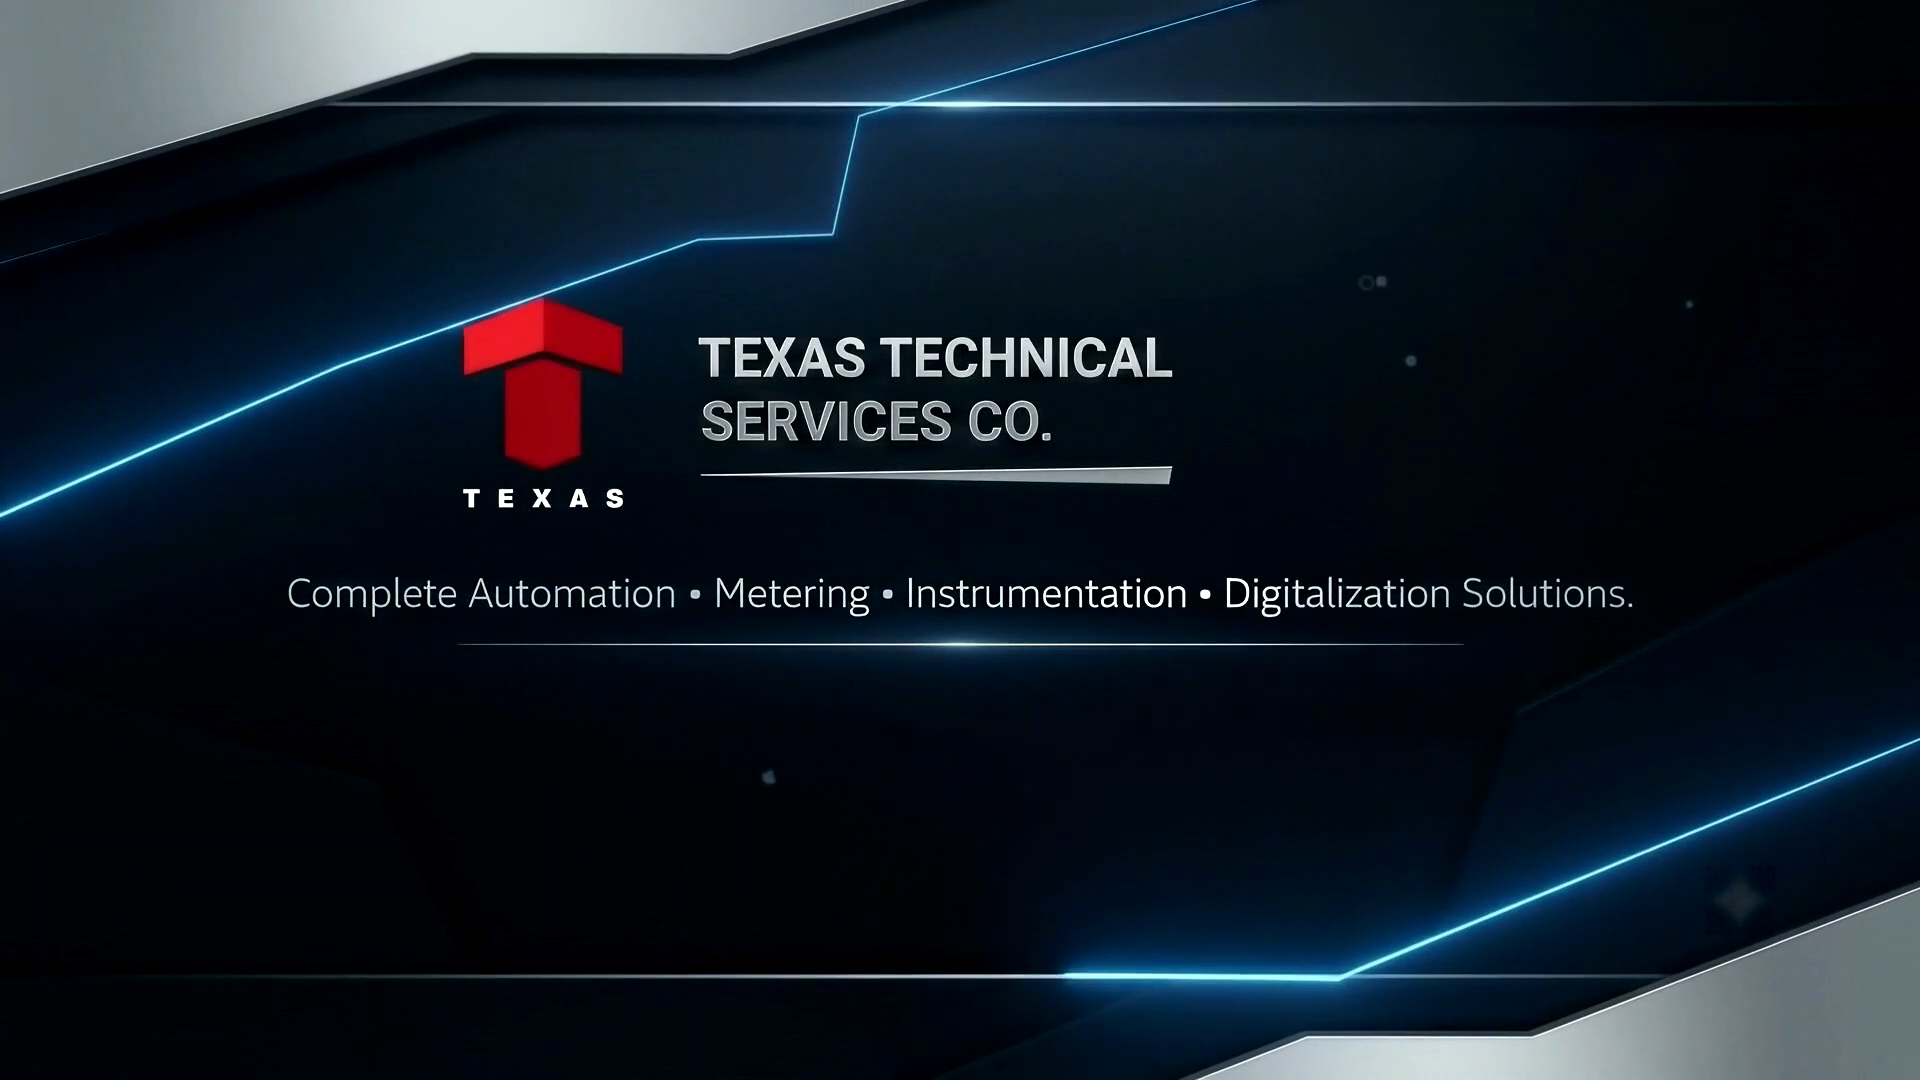 TEXAS TECHNICAL
SERVICES CO.
TEXAS
Complete Automation • Metering • Instrumentation • Digitalization Solutions.